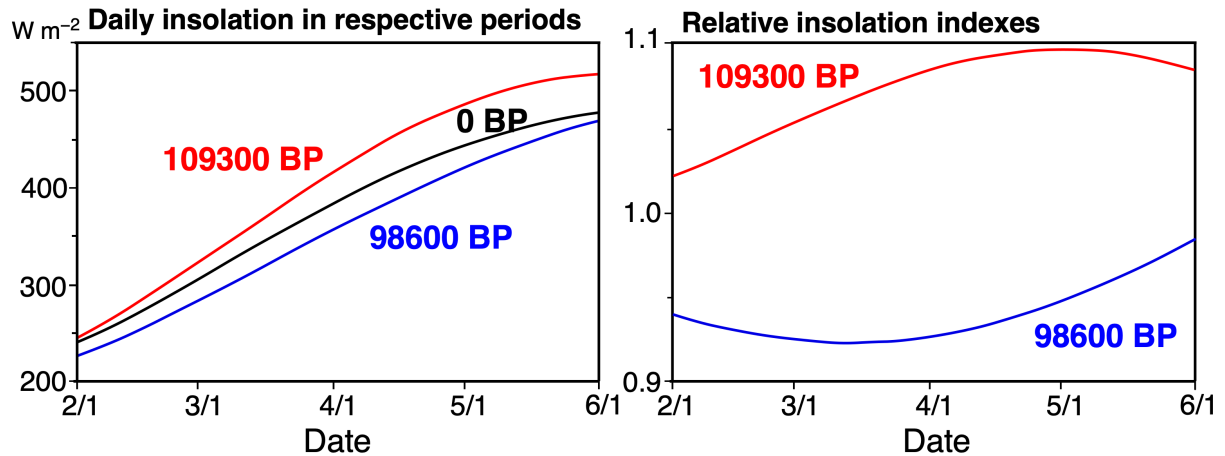 W m⁻² Daily insolation in respective periods
500
400
300
200
109300 BP
0 BP
98600 BP
2/1 3/1 4/1 5/1 6/1
Date
Relative insolation indexes
1.1
1.0
0.9
109300 BP
98600 BP
2/1 3/1 4/1 5/1 6/1
Date